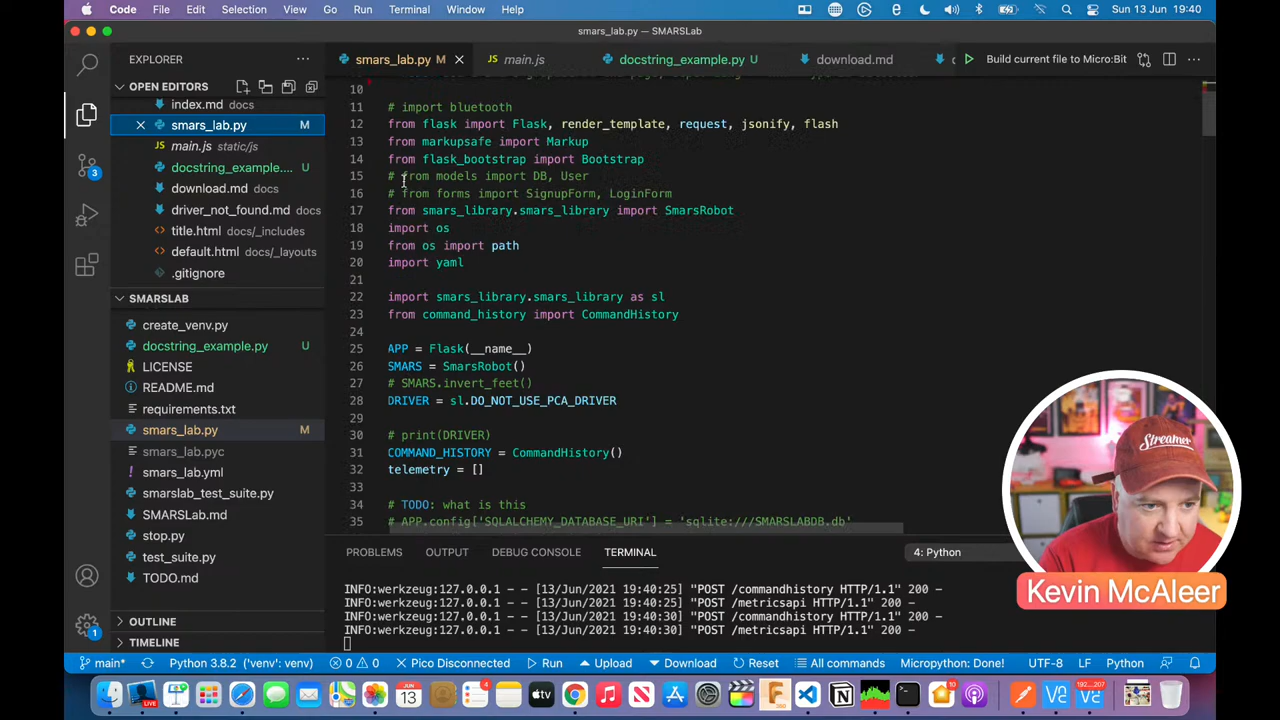 Code File Edit Selection View Go Run Terminal Window Help Sun 13 Jun 19:40
smars_lab.py — SMARSLab
EXPLORER
OPEN EDITORS
index.md docs
smars_lab.py M
main.js static/js
docstring_example.... U
download.md docs
driver_not_found.md docs
title.html docs/_includes
default.html docs/_layouts
.gitignore
SMARSLAB
create_venv.py
docstring_example.py U
LICENSE
README.md
requirements.txt
smars_lab.py M
smars_lab.pyc
smars_lab.yml
smarslab_test_suite.py
SMARSLab.md
stop.py
test_suite.py
TODO.md
OUTLINE
TIMELINE
smars_lab.py M main.js docstring_example.py U download.md Build current file to Micro:Bit
10
11 # import bluetooth
12 from flask import Flask, render_template, request, jsonify, flash
13 from markupsafe import Markup
14 from flask_bootstrap import Bootstrap
15 # from models import DB, User
16 # from forms import SignupForm, LoginForm
17 from smars_library.smars_library import SmarsRobot
18 import os
19 from os import path
20 import yaml
21
22 import smars_library.smars_library as sl
23 from command_history import CommandHistory
24
25 APP = Flask(__name__)
26 SMARS = SmarsRobot()
27 # SMARS.invert_feet()
28 DRIVER = sl.DO_NOT_USE_PCA_DRIVER
29
30 # print(DRIVER)
31 COMMAND_HISTORY = CommandHistory()
32 telemetry = []
33
34 # TODO: what is this
35 # APP.config['SQLALCHEMY_DATABASE_URI'] = 'sqlite:///SMARSLABDB.db'
PROBLEMS OUTPUT DEBUG CONSOLE TERMINAL 4: Python
INFO:werkzeug:127.0.0.1 - - [13/Jun/2021 19:40:25] "POST /commandhistory HTTP/1.1" 200 -
INFO:werkzeug:127.0.0.1 - - [13/Jun/2021 19:40:25] "POST /metricsapi HTTP/1.1" 200 -
INFO:werkzeug:127.0.0.1 - - [13/Jun/2021 19:40:30] "POST /commandhistory HTTP/1.1" 200 -
INFO:werkzeug:127.0.0.1 - - [13/Jun/2021 19:40:30] "POST /metricsapi HTTP/1.1" 200 -
Streamer
Kevin McAleer
main* Python 3.8.2 ('venv': venv) 0 0 Pico Disconnected Run Upload Download Reset All commands Micropython: Done! UTF-8 LF Python